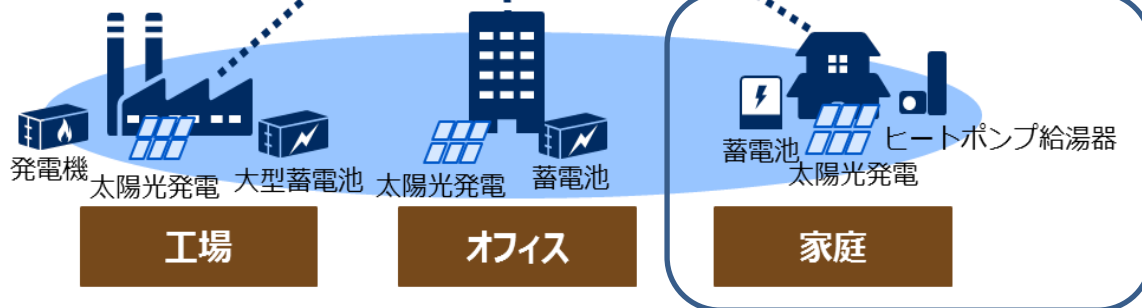 発電機
太陽光発電
大型蓄電池
太陽光発電
蓄電池
蓄電池
太陽光発電
ヒートポンプ給湯器
工場
オフィス
家庭